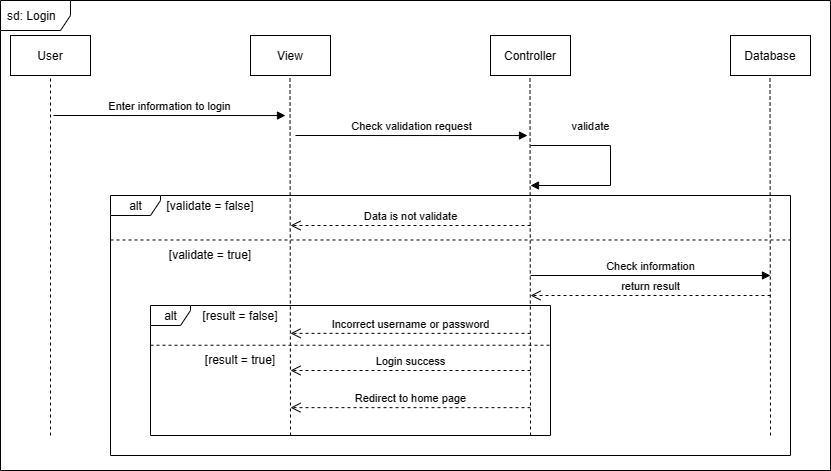 sd: Login
User
View
Controller
Database
Enter information to login
Check validation request
validate
alt
[validate = false]
Data is not validate
[validate = true]
Check information
return result
alt
[result = false]
Incorrect username or password
[result = true]
Login success
Redirect to home page